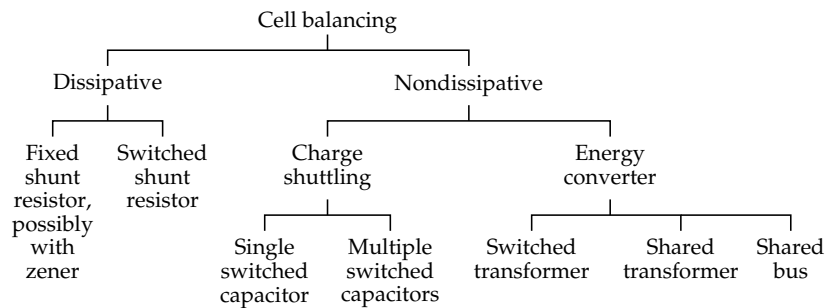 Cell balancing
Dissipative
Nondissipative
Fixed
shunt
resistor,
possibly
with
zener
Switched
shunt
resistor
Charge
shuttling
Energy
converter
Single
switched
capacitor
Multiple
switched
capacitors
Switched
transformer
Shared
transformer
Shared
bus